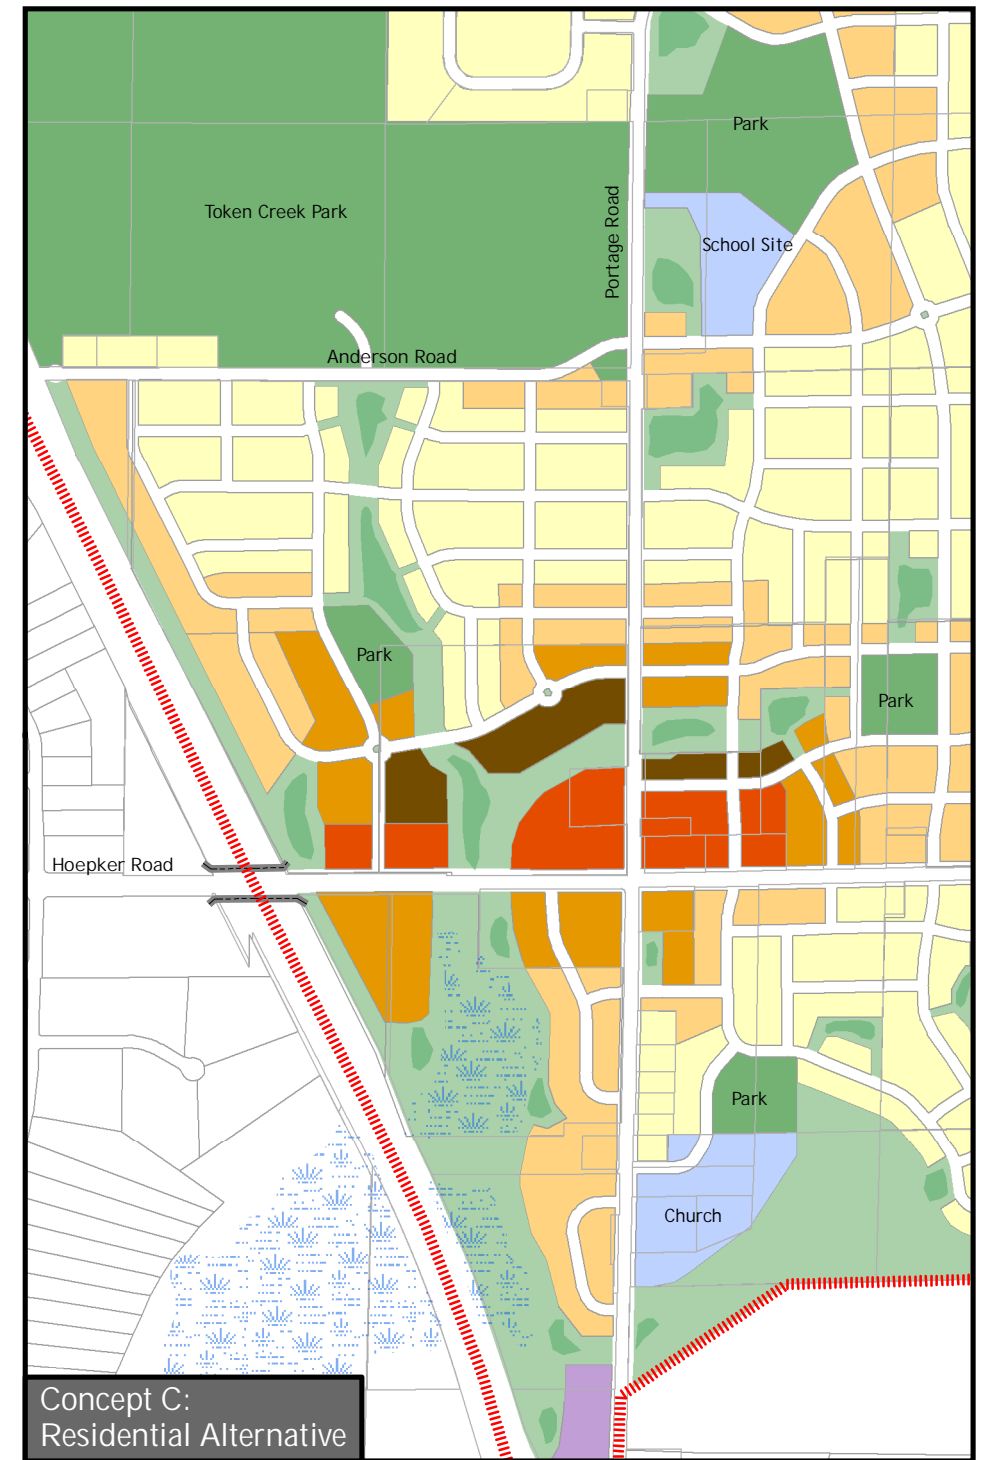 Park
Token Creek Park
Portage Road
School Site
Anderson Road
Park
Park
Hoepker Road
Park
Church
Concept C:
Residential Alternative